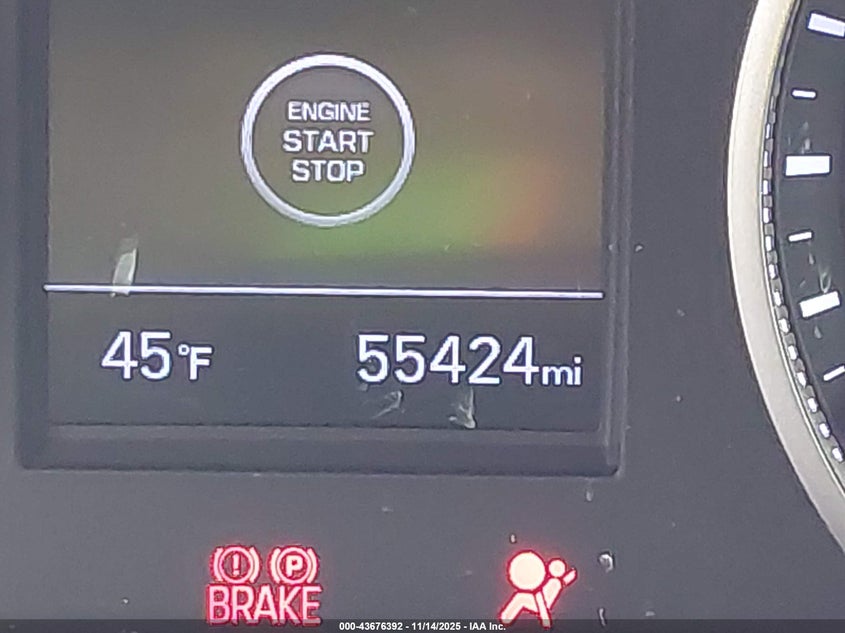 ENGINE
START
STOP
45°F 55424mi
(!) (P)
BRAKE
000-43676392 - 11/14/2025 - IAA Inc.